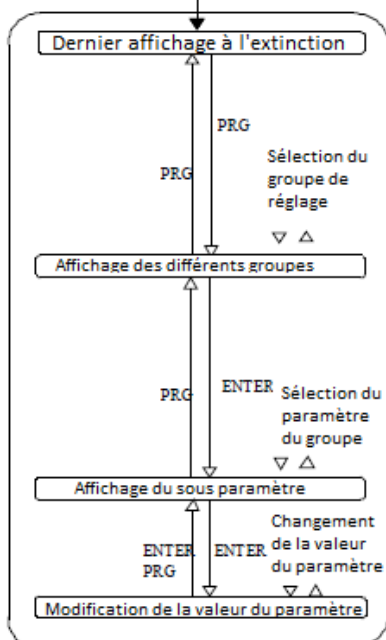 Dernier affichage à l'extinction
PRG
Sélection du
groupe de
réglage
PRG
Affichage des différents groupes
ENTER
Sélection du
paramètre
du groupe
PRG
Affichage du sous paramètre
Changement
de la valeur
du paramètre
ENTER
PRG
ENTER
Modification de la valeur du paramètre